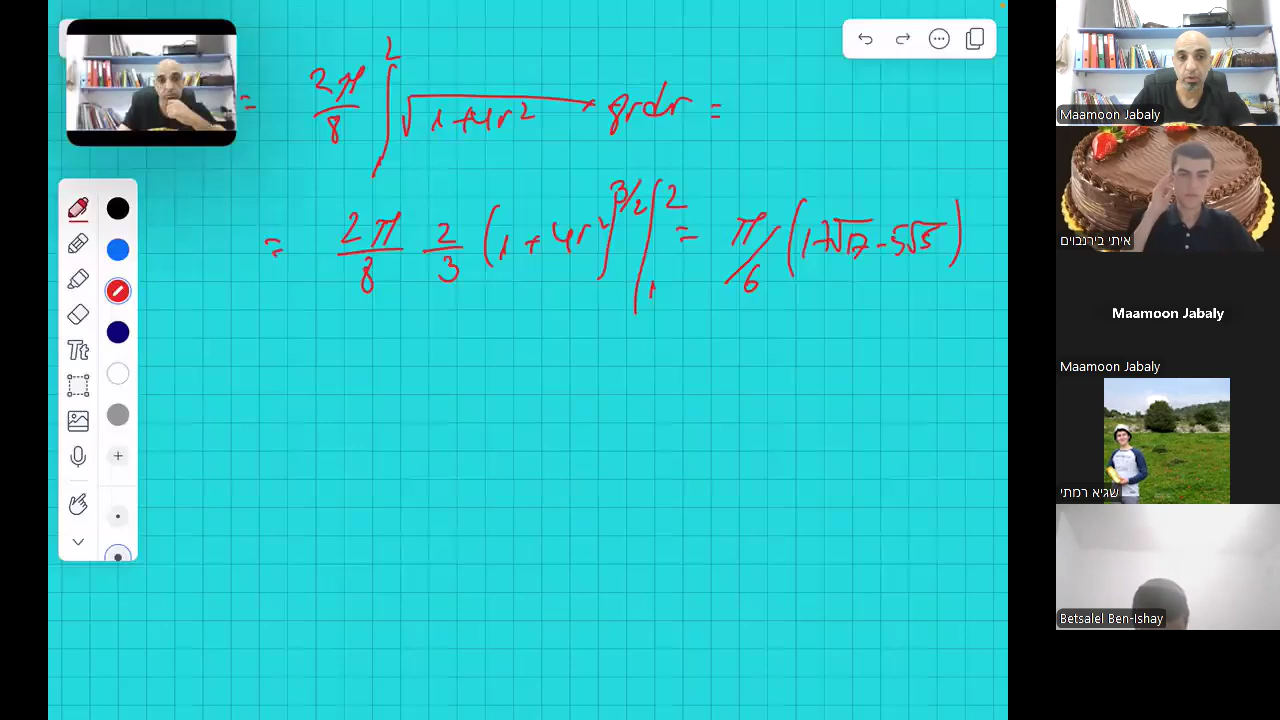 = 2π/8 ∫₁² √(1+4r²) 8rdr =
= 2π/8 2/3 (1+4r²)^3/2 |₁² = π/6 (17√17 - 5√5)
Tt
Maamoon Jabaly
איתי בירנבוים
Maamoon Jabaly
Maamoon Jabaly
שגיא רמתי
Betsalel Ben-Ishay